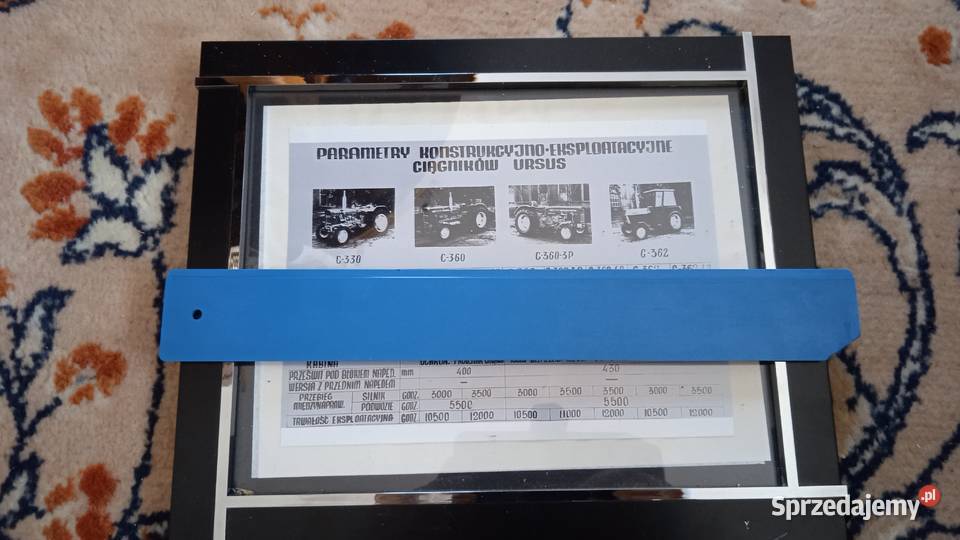 PARAMETRY KONSTRUKCYJNO-EKSPLOATACYJNE
CIĄGNIKÓW URSUS
C-330 C-360 C-360-3P C-362
KABINA
PRZEŚWIT POD BLOKIEM NAPĘD. mm 400 430
WERSJA Z PRZEDNIM NAPĘDEM — —
PRZEBIEG MIĘDZYNAPRAW. SILNIK GODZ. 3000 3500 3000 3500 3500 3000 3500
PODWOZIE GODZ. 5500 5500
TRWAŁOŚĆ EKSPLOATACYJNA GODZ. 10500 12000 10500 11000 12000 10500 12000
Sprzedajemy.pl